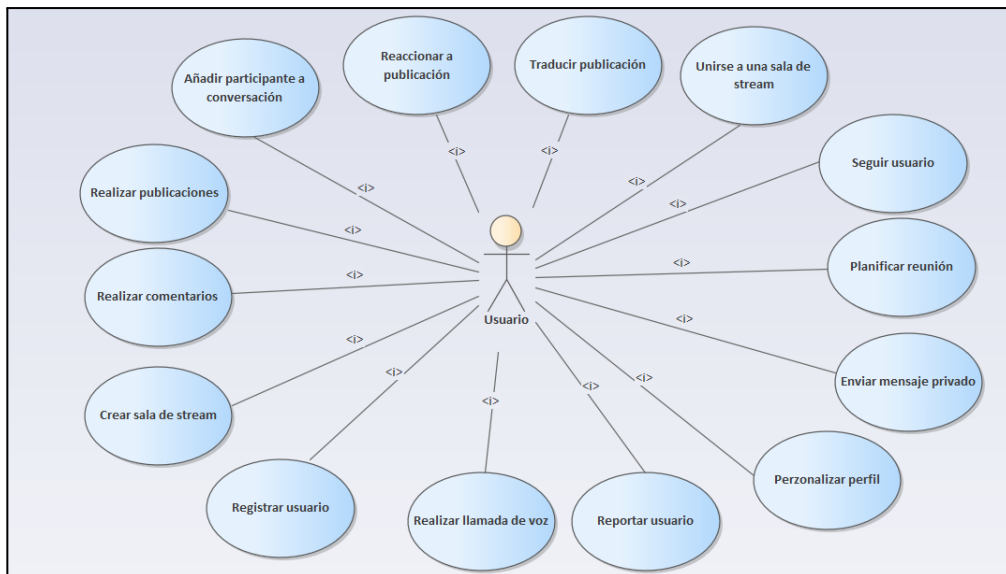 Reaccionar a
publicación
Traducir publicación
Unirse a una sala de
stream
Añadir participante a
conversación
<i>
<i>
Seguir usuario
<i>
<i>
Realizar publicaciones
<i>
Planificar reunión
<i>
Realizar comentarios
<i>
Usuario
<i>
<i>
Enviar mensaje privado
<i>
<i>
<i>
<i>
Crear sala de stream
Perzonalizar perfil
Registrar usuario
Realizar llamada de voz
Reportar usuario